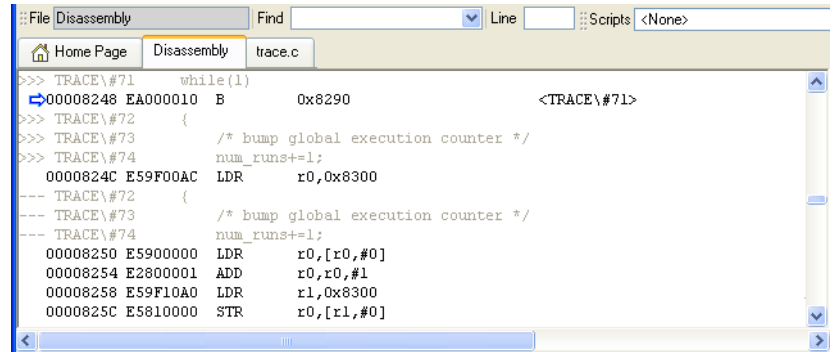 File Disassembly Find Line Scripts <None>
Home Page Disassembly trace.c
>>> TRACE\#71 while(1)
00008248 EA000010 B 0x8290 <TRACE\#71>
>>> TRACE\#72 {
>>> TRACE\#73 /* bump global execution counter */
>>> TRACE\#74 num_runs+=1;
0000824C E59F00AC LDR r0,0x8300
--- TRACE\#72 {
--- TRACE\#73 /* bump global execution counter */
--- TRACE\#74 num_runs+=1;
00008250 E5900000 LDR r0,[r0,#0]
00008254 E2800001 ADD r0,r0,#1
00008258 E59F10A0 LDR r1,0x8300
0000825C E5810000 STR r0,[r1,#0]